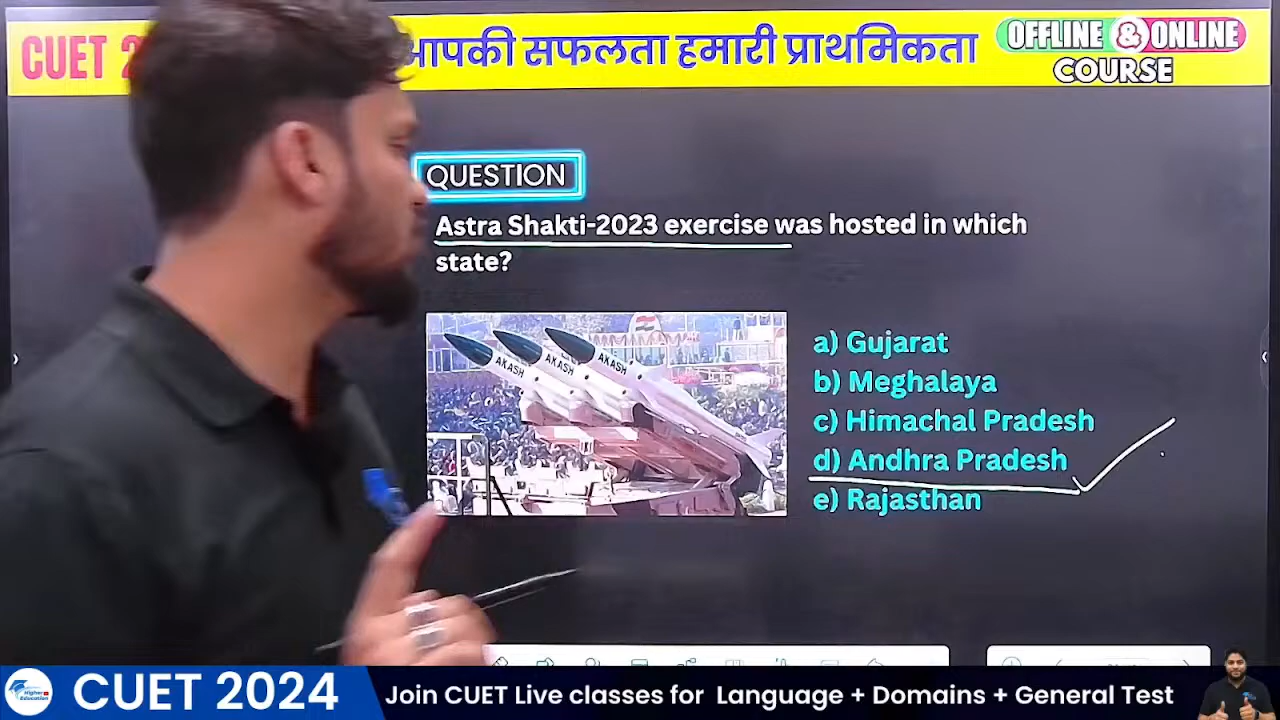 CUET 2
आपकी सफलता हमारी प्राथमिकता
OFFLINE & ONLINE
COURSE
QUESTION
Astra Shakti-2023 exercise was hosted in which
state?
AKASH
AKASH
AKASH
a) Gujarat
b) Meghalaya
c) Himachal Pradesh
d) Andhra Pradesh
e) Rajasthan
Higher
Education
CUET 2024
Join CUET Live classes for Language + Domains + General Test